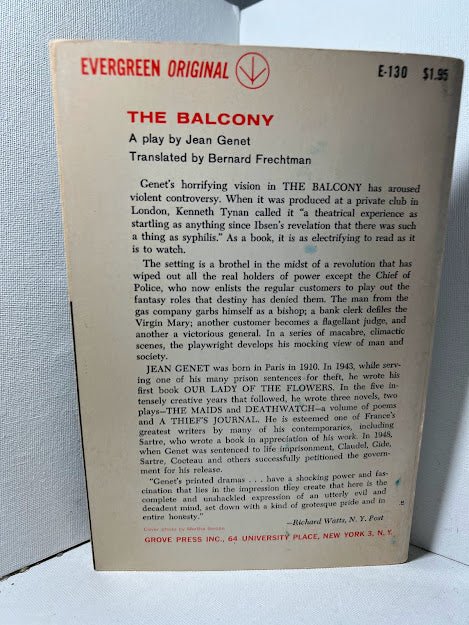 EVERGREEN ORIGINAL E-130 $1.95
THE BALCONY
A play by Jean Genet
Translated by Bernard Frechtman
Genet's horrifying vision in THE BALCONY has aroused
violent controversy. When it was produced at a private club in
London, Kenneth Tynan called it "a theatrical experience as
startling as anything since Ibsen's revelation that there was such
a thing as syphilis." As a book, it is as electrifying to read as it
is to watch.
The setting is a brothel in the midst of a revolution that has
wiped out all the real holders of power except the Chief of
Police, who now enlists the regular customers to play out the
fantasy roles that destiny has denied them. The man from the
gas company garbs himself as a bishop; a bank clerk defiles the
Virgin Mary; another customer becomes a flagellant judge, and
another a victorious general. In a series of macabre, climactic
scenes, the playwright develops his mocking view of man and
society.
JEAN GENET was born in Paris in 1910. In 1943, while serv-
ing one of his many prison sentences for theft, he wrote his
first book OUR LADY OF THE FLOWERS. In the five in-
tensely creative years that followed, he wrote three novels, two
plays—THE MAIDS and DEATHWATCH—a volume of poems
and A THIEF'S JOURNAL. He is esteemed one of France's
greatest writers by many of his contemporaries, including
Sartre, who wrote a book in appreciation of his work. In 1948,
when Genet was sentenced to life imprisonment, Claudel, Gide,
Sartre, Cocteau and others successfully petitioned the govern-
ment for his release.
"Genet's printed dramas . . . have a shocking power and fas-
cination that lies in the impression they create that here is the
complete and unshackled expression of an utterly evil and
decadent mind, set down with a kind of grotesque pride and in
entire honesty."
—Richard Watts, N. Y. Post
Cover photo by Martha
GROVE PRESS INC., 64 UNIVERSITY PLACE, NEW YORK 3, N. Y.